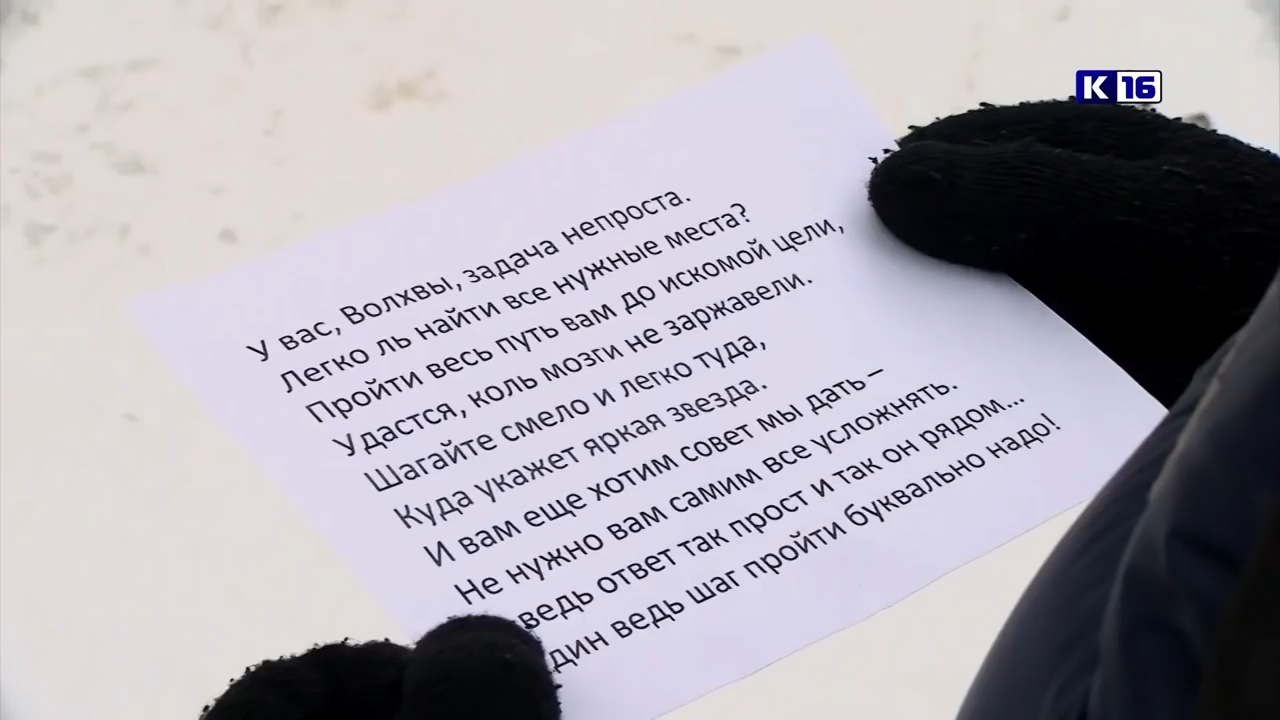 К 16
У вас, Волхвы, задача непроста.
Легко ль найти все нужные места?
Пройти весь путь вам до искомой цели,
Удастся, коль мозги не заржавели.
Шагайте смело и легко туда,
Куда укажет яркая звезда.
И вам еще хотим совет мы дать –
Не нужно вам самим все усложнять.
ведь ответ так прост и так он рядом...
ведь шаг пройти буквально надо!